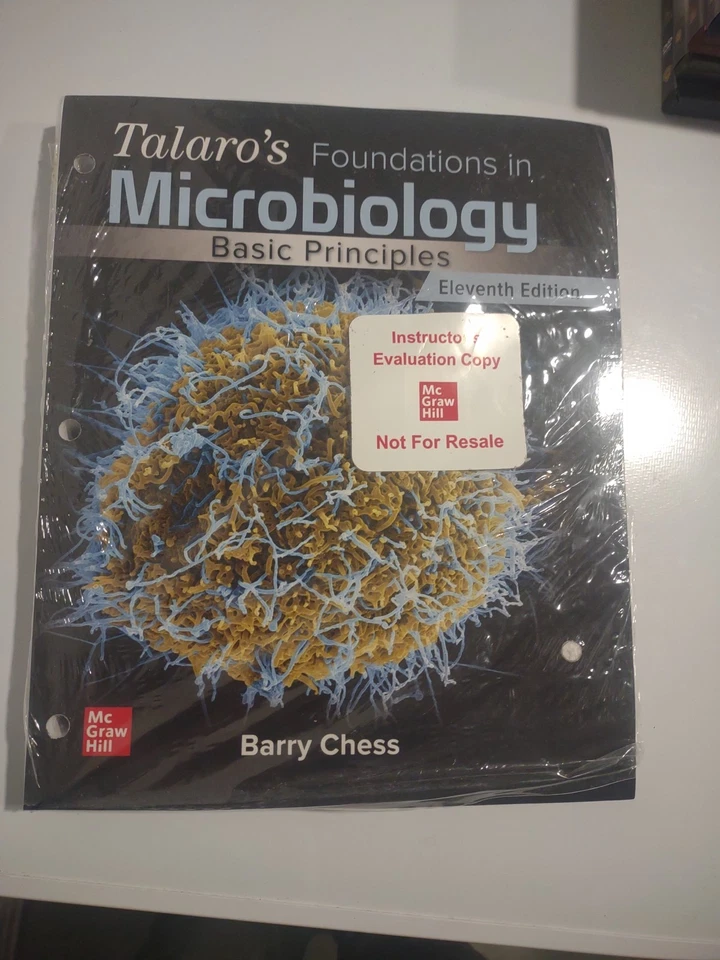 Talaro's Foundations in
Microbiology
Basic Principles
Eleventh Edition
Instructor's
Evaluation Copy
Mc
Graw
Hill
Not For Resale
Mc
Graw
Hill
Barry Chess